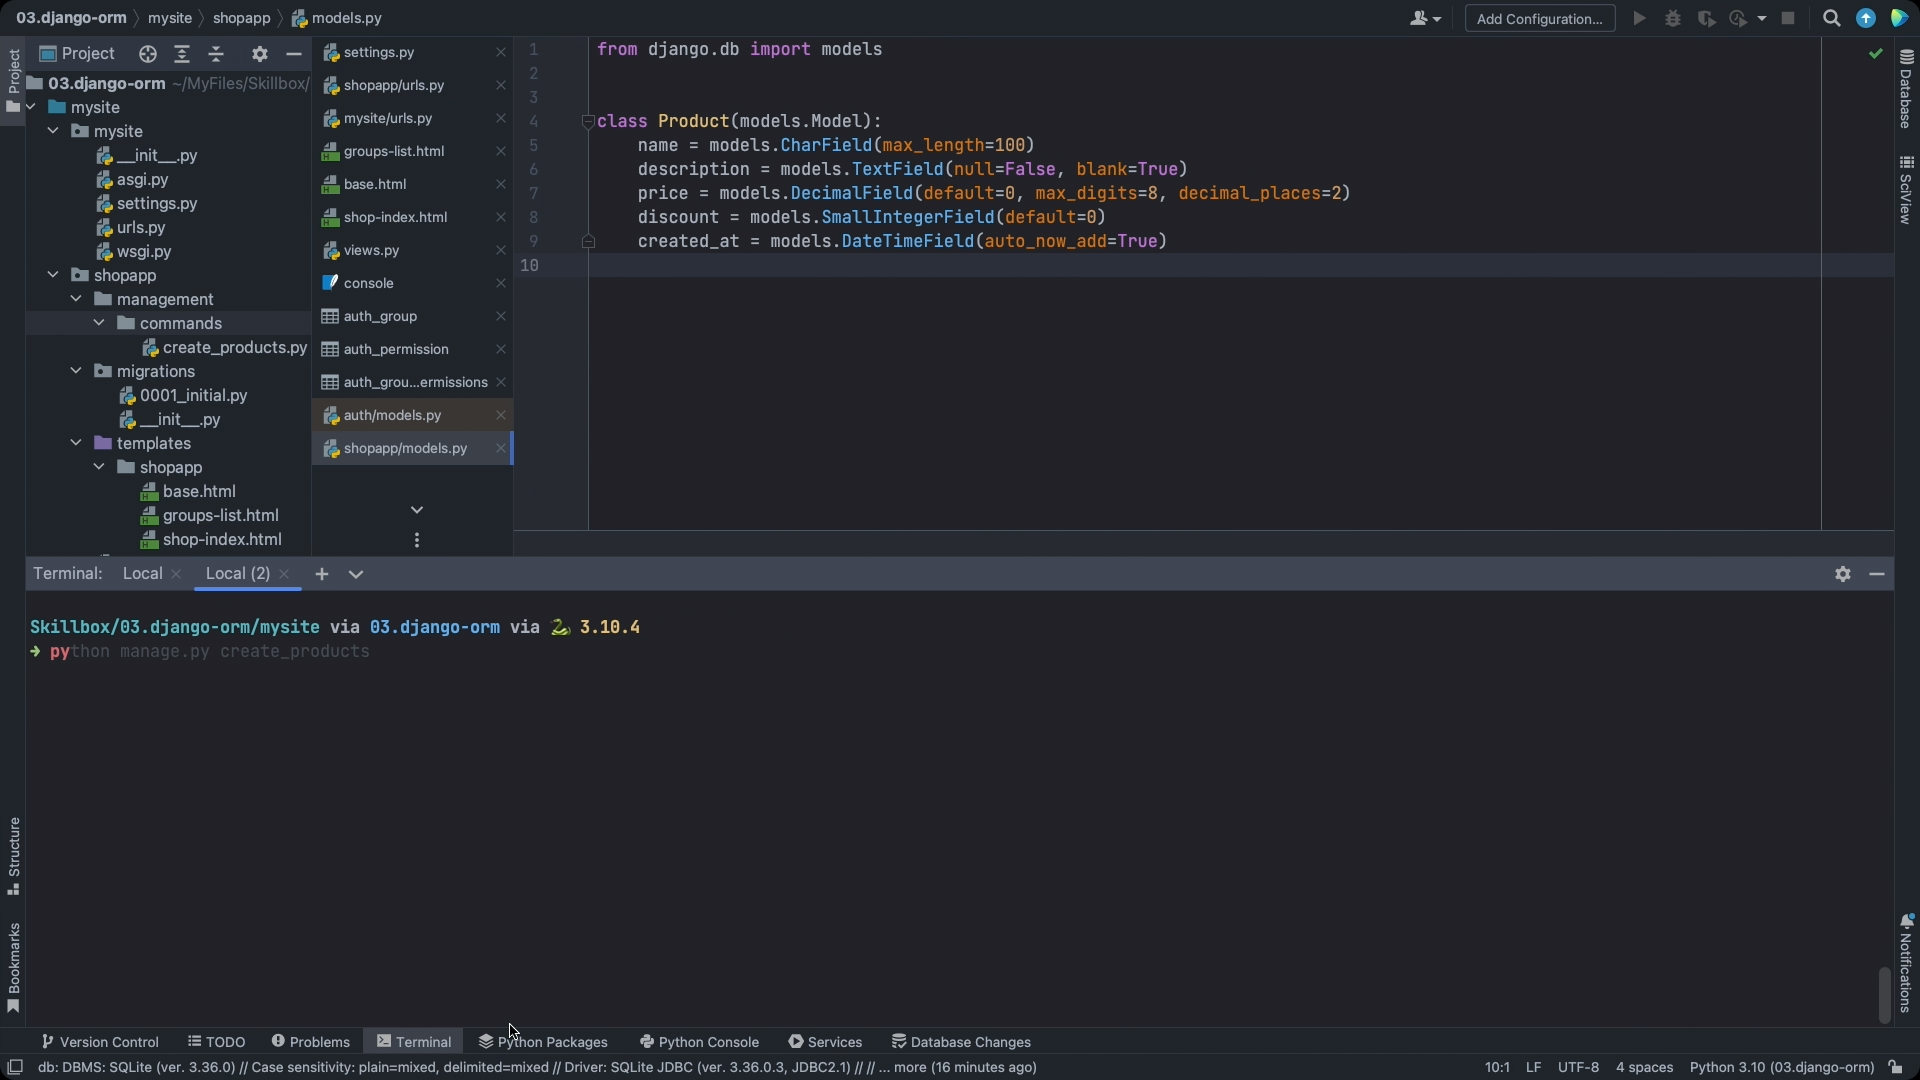 03.django-orm mysite shopapp models.py
Add Configuration...
Project
Project
03.django-orm ~/MyFiles/Skillbox/
mysite
mysite
__init__.py
asgi.py
settings.py
urls.py
wsgi.py
shopapp
management
commands
create_products.py
migrations
0001_initial.py
__init__.py
templates
shopapp
base.html
groups-list.html
shop-index.html
settings.py
shopapp/urls.py
mysite/urls.py
groups-list.html
base.html
shop-index.html
views.py
console
auth_group
auth_permission
auth_grou...ermissions
auth/models.py
shopapp/models.py
1 from django.db import models
2
3
4 class Product(models.Model):
5 name = models.CharField(max_length=100)
6 description = models.TextField(null=False, blank=True)
7 price = models.DecimalField(default=0, max_digits=8, decimal_places=2)
8 discount = models.SmallIntegerField(default=0)
9 created_at = models.DateTimeField(auto_now_add=True)
10
Database
SciView
Terminal: Local Local (2)
Skillbox/03.django-orm/mysite via 03.django-orm via 🐍 3.10.4
➜ python manage.py create_products
Structure
Bookmarks
Notifications
Version Control TODO Problems Terminal Python Packages Python Console Services Database Changes
db: DBMS: SQLite (ver. 3.36.0) // Case sensitivity: plain=mixed, delimited=mixed // Driver: SQLite JDBC (ver. 3.36.0.3, JDBC2.1) // // ... more (16 minutes ago) 10:1 LF UTF-8 4 spaces Python 3.10 (03.django-orm)